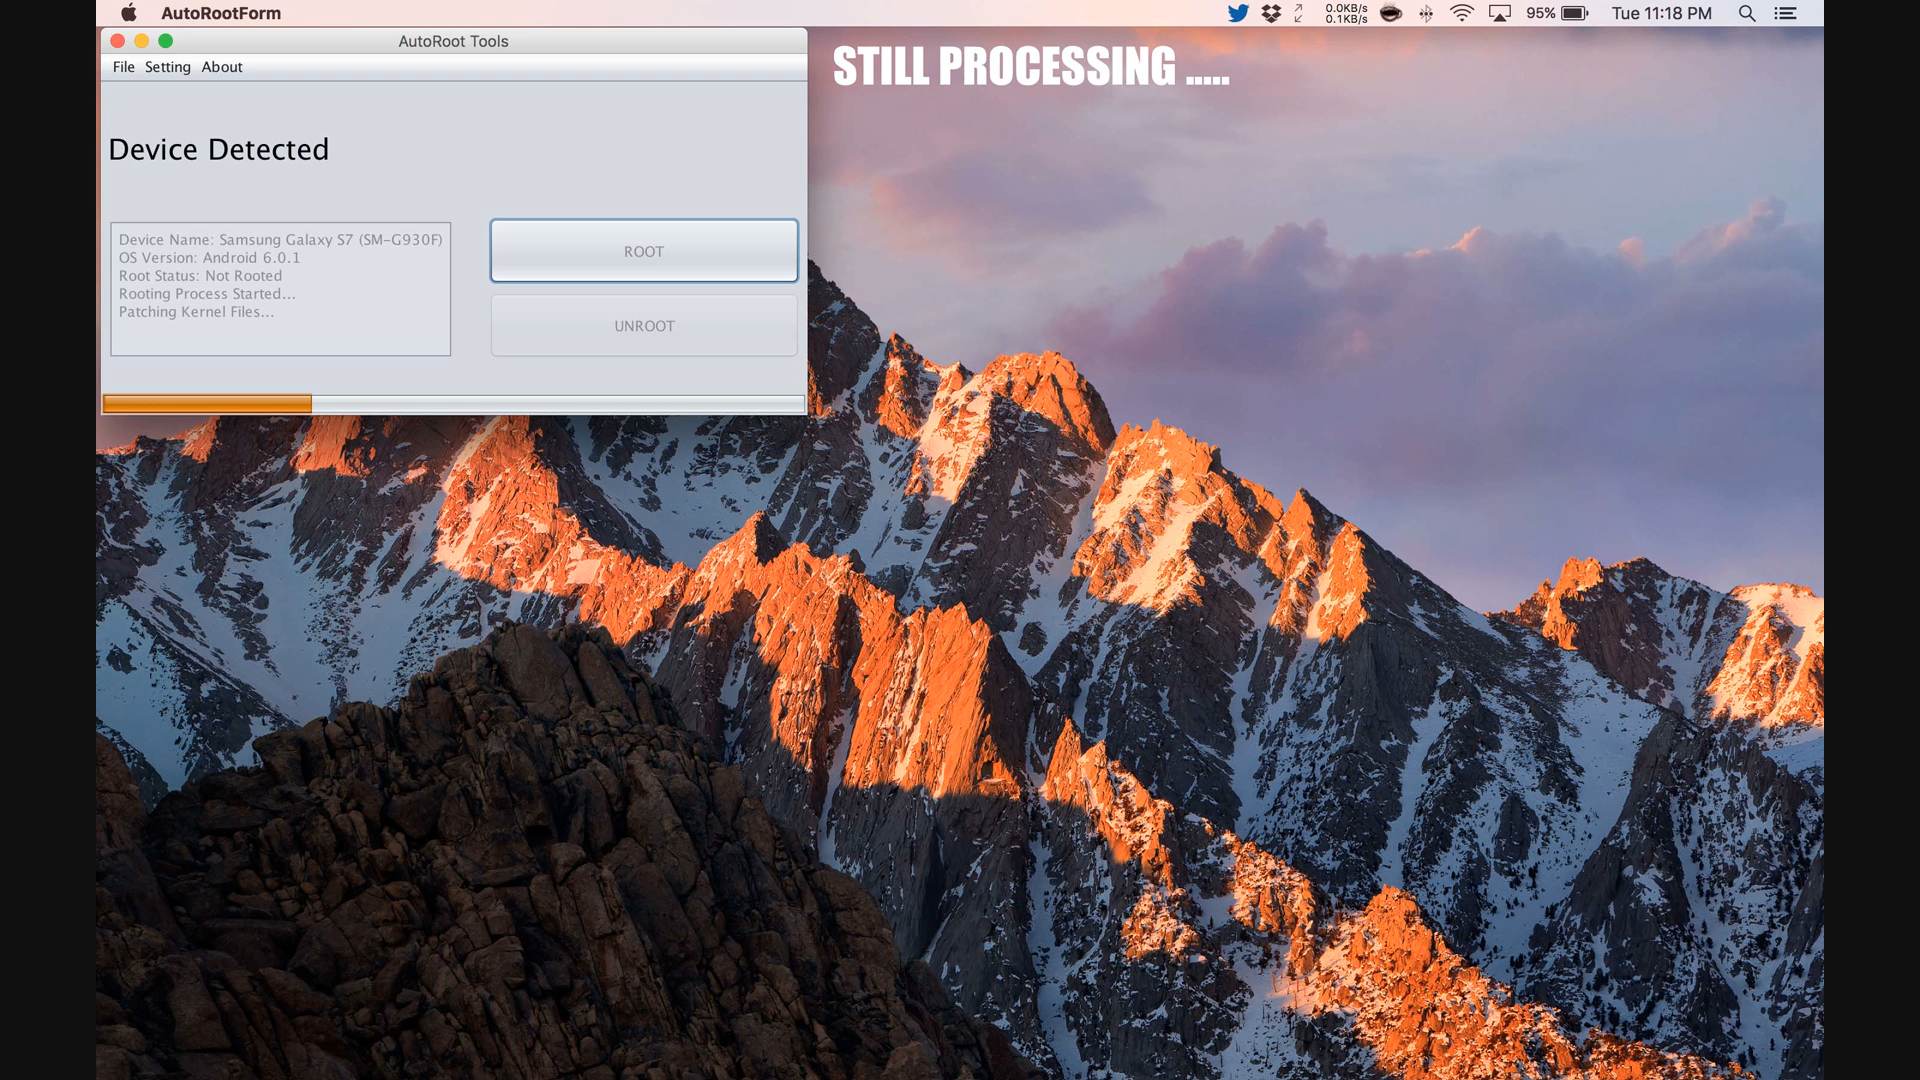 AutoRootForm
0.0KB/s
0.1KB/s
95%
Tue 11:18 PM
AutoRoot Tools
File Setting About
STILL PROCESSING .....
Device Detected
Device Name: Samsung Galaxy S7 (SM-G930F)
OS Version: Android 6.0.1
Root Status: Not Rooted
Rooting Process Started...
Patching Kernel Files...
ROOT
UNROOT